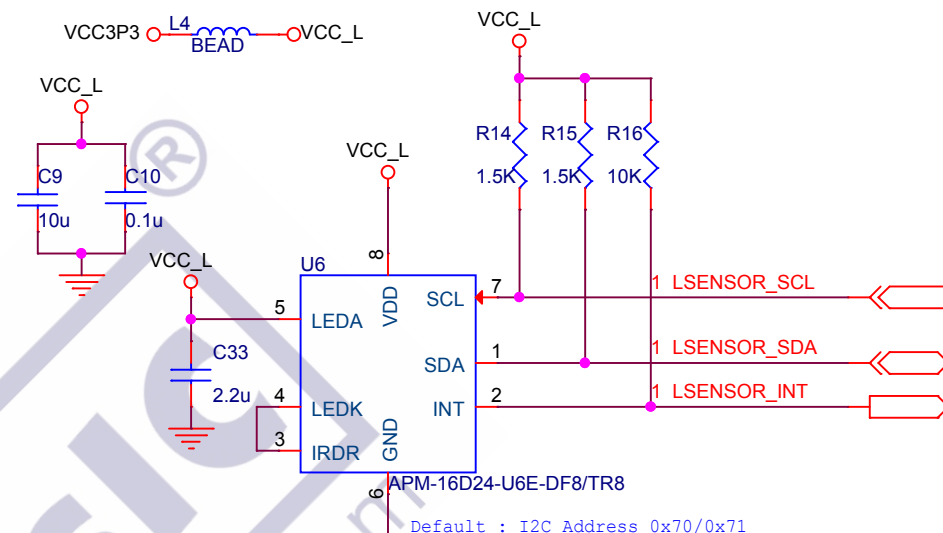 VCC3P3
L4
BEAD
VCC_L
VCC_L
VCC_L
C9
10u
C10
0.1u
®
VCC_L
R14
1.5K
R15
1.5K
R16
10K
VCC_L
C33
2.2u
U6
8
VDD
5
LEDA
4
LEDK
3
IRDR
GND
6
SCL
7
1 LSENSOR_SCL
SDA
1
1 LSENSOR_SDA
INT
2
1 LSENSOR_INT
APM-16D24-U6E-DF8/TR8
Default : I2C Address 0x70/0x71